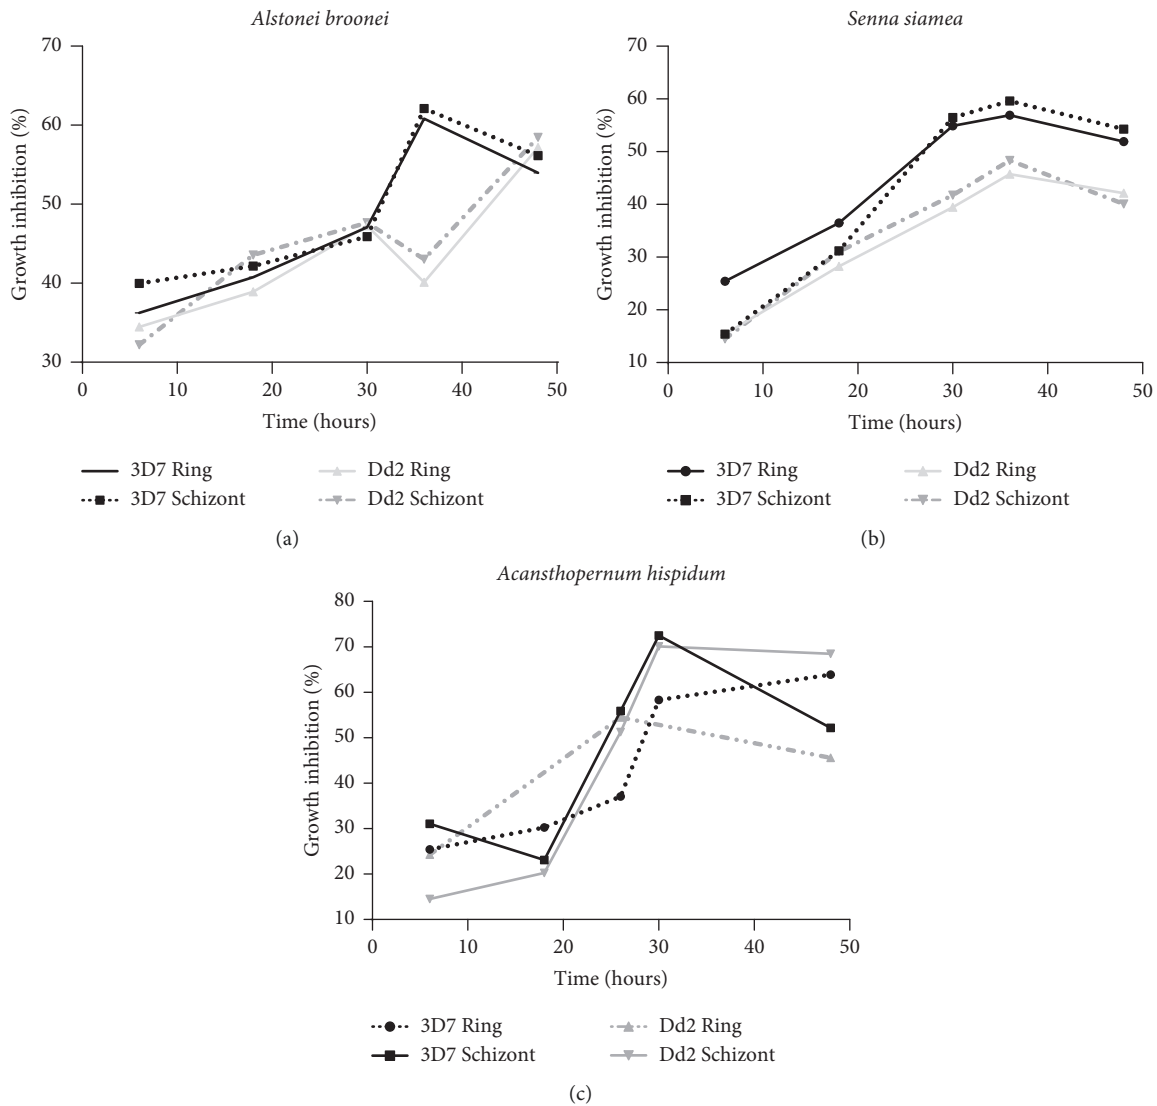 Alstonei broonei
70
60
50
40
30
Growth inhibition (%)
0 10 20 30 40 50
Time (hours)
3D7 Ring Dd2 Ring
3D7 Schizont Dd2 Schizont
(a)
Senna siamea
70
60
50
40
30
20
10
Growth inhibition (%)
0 10 20 30 40 50
Time (hours)
3D7 Ring Dd2 Ring
3D7 Schizont Dd2 Schizont
(b)
Acansthopernum hispidum
80
70
60
50
40
30
20
10
Growth inhibition (%)
0 10 20 30 40 50
Time (hours)
3D7 Ring Dd2 Ring
3D7 Schizont Dd2 Schizont
(c)